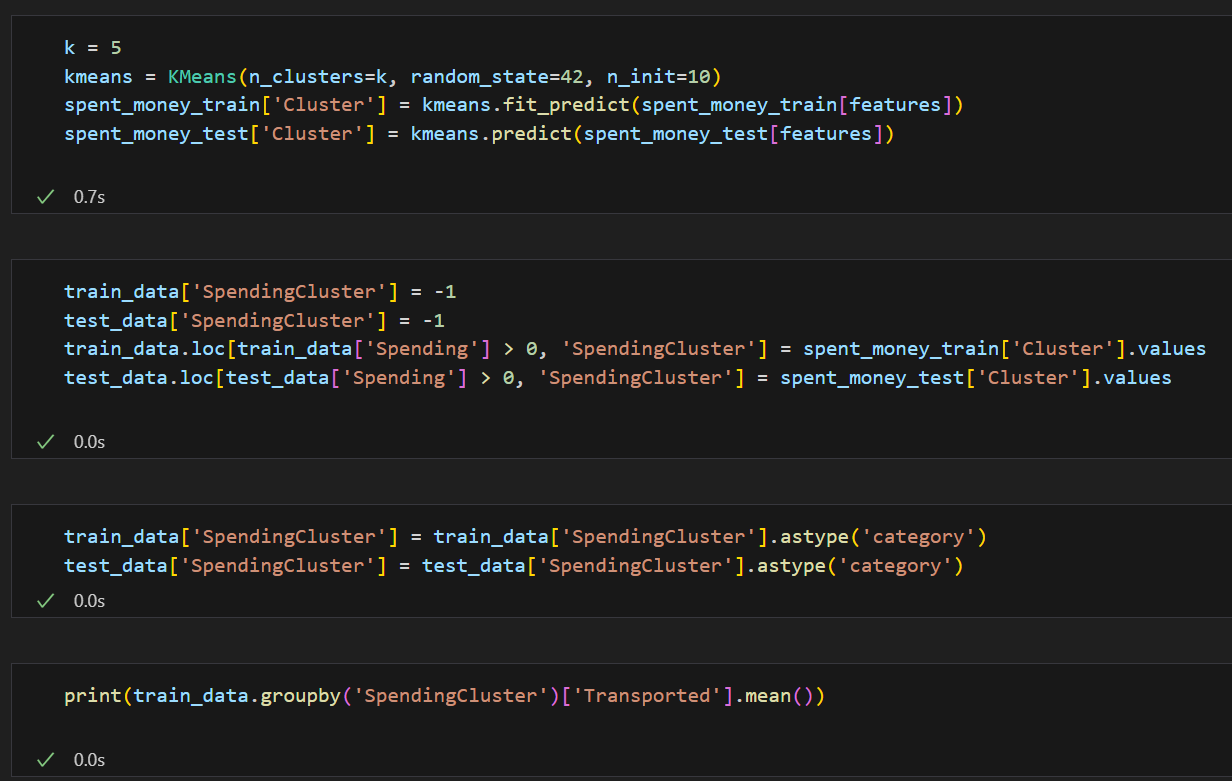 k = 5
kmeans = KMeans(n_clusters=k, random_state=42, n_init=10)
spent_money_train['Cluster'] = kmeans.fit_predict(spent_money_train[features])
spent_money_test['Cluster'] = kmeans.predict(spent_money_test[features])
0.7s
train_data['SpendingCluster'] = -1
test_data['SpendingCluster'] = -1
train_data.loc[train_data['Spending'] > 0, 'SpendingCluster'] = spent_money_train['Cluster'].values
test_data.loc[test_data['Spending'] > 0, 'SpendingCluster'] = spent_money_test['Cluster'].values
0.0s
train_data['SpendingCluster'] = train_data['SpendingCluster'].astype('category')
test_data['SpendingCluster'] = test_data['SpendingCluster'].astype('category')
0.0s
print(train_data.groupby('SpendingCluster')['Transported'].mean())
0.0s